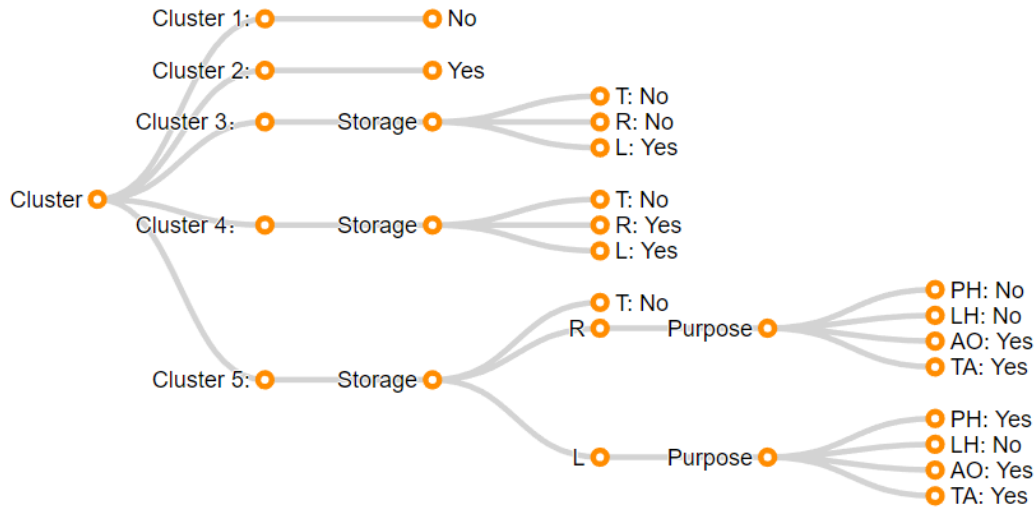 Cluster
Cluster 1:
No
Cluster 2:
Yes
Cluster 3：
Storage
T: No
R: No
L: Yes
Cluster 4：
Storage
T: No
R: Yes
L: Yes
Cluster 5:
Storage
T: No
R
Purpose
PH: No
LH: No
AO: Yes
TA: Yes
L
Purpose
PH: Yes
LH: No
AO: Yes
TA: Yes